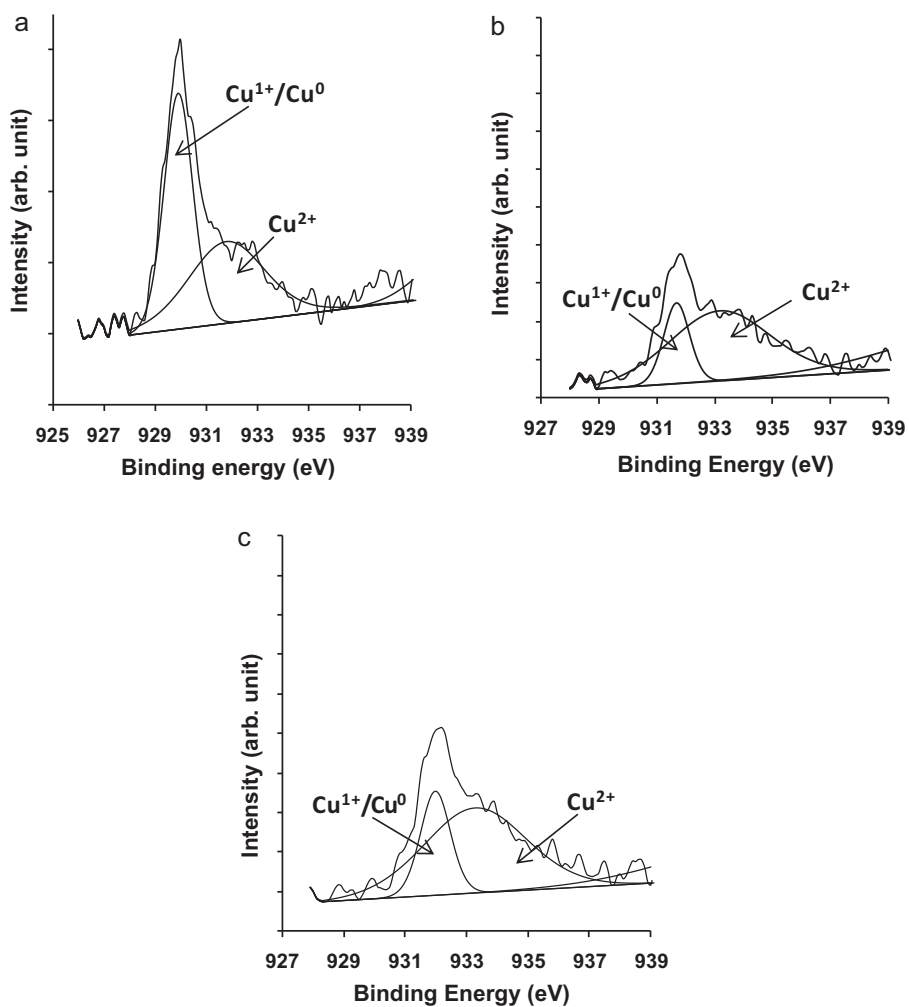 a
Intensity (arb. unit)
Cu¹⁺/Cu⁰
Cu²⁺
925 927 929 931 933 935 937 939
Binding energy (eV)
b
Intensity (arb. unit)
Cu¹⁺/Cu⁰
Cu²⁺
927 929 931 933 935 937 939
Binding Energy (eV)
c
Intensity (arb. unit)
Cu¹⁺/Cu⁰
Cu²⁺
927 929 931 933 935 937 939
Binding Energy (eV)